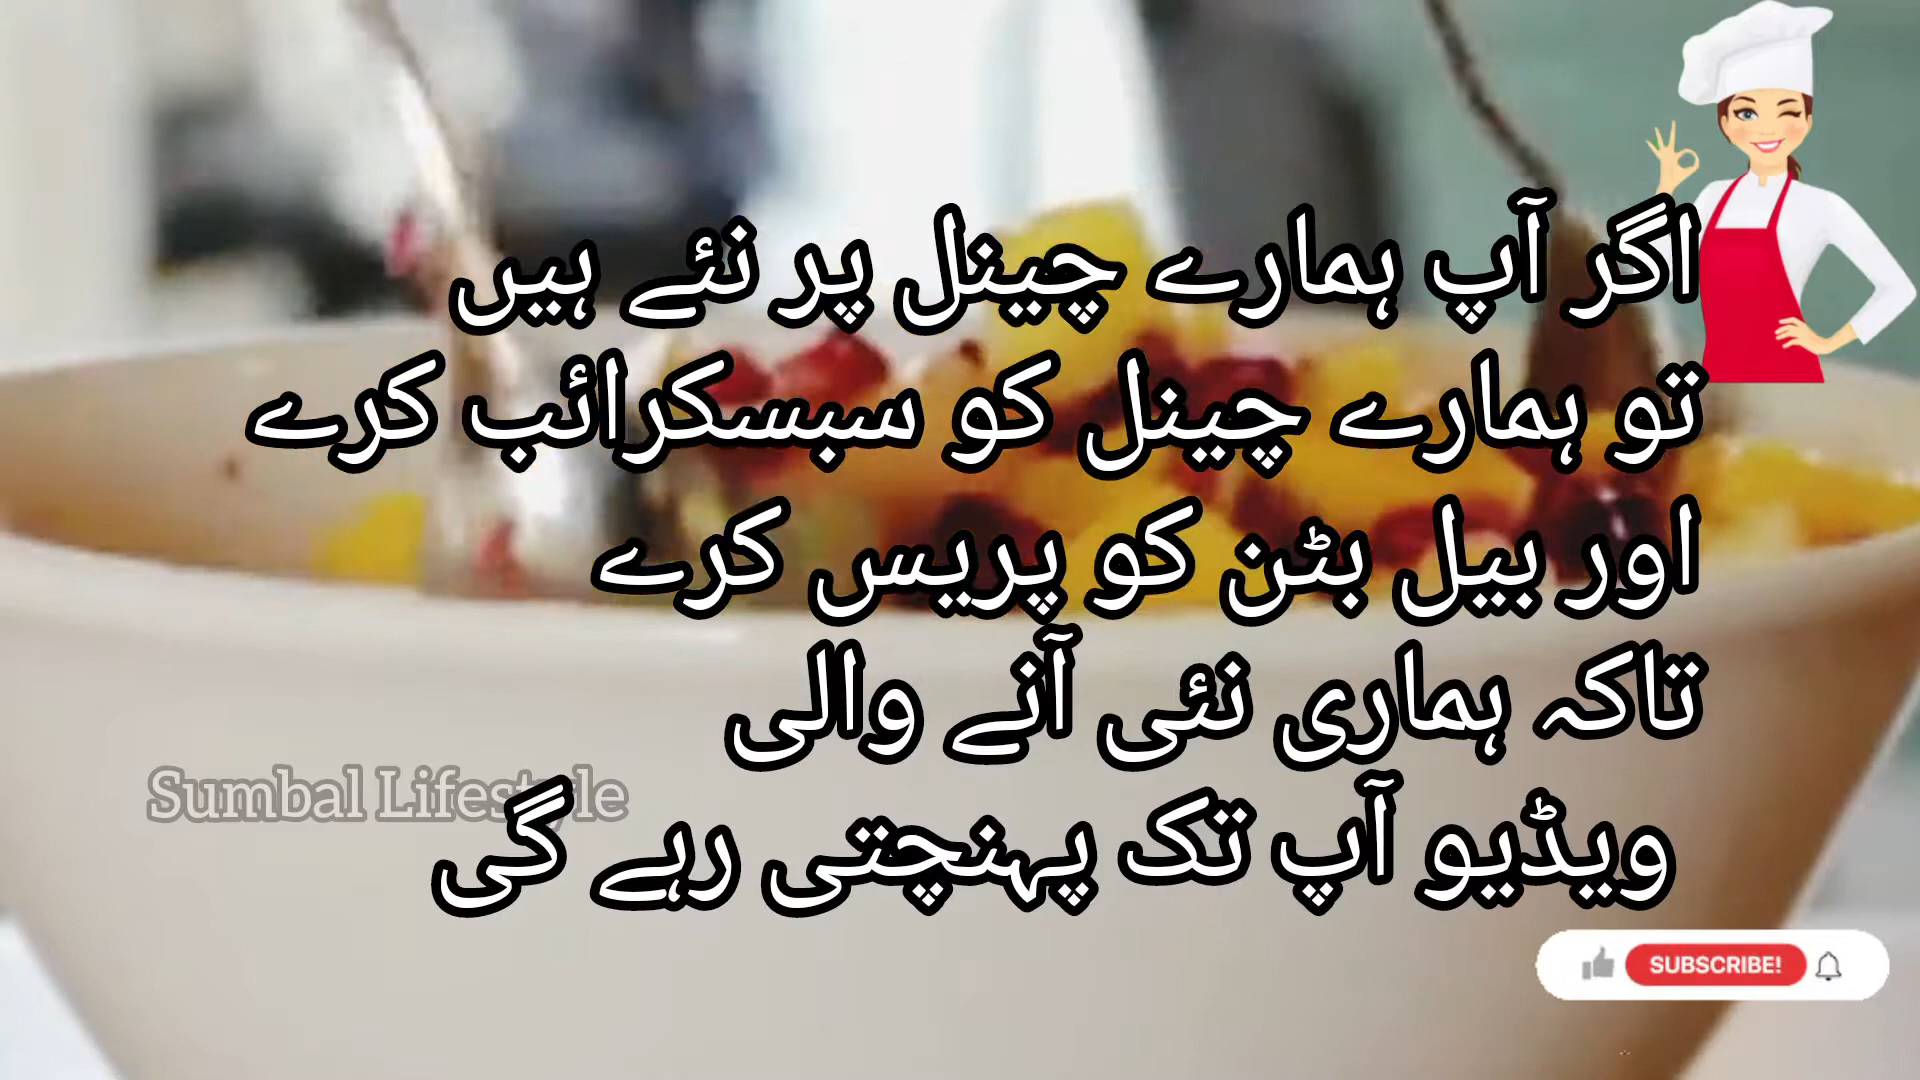 اگر آپ ہمارے چینل پر نئے ہیں
تو ہمارے چینل کو سبسکرائب کرے
اور بیل بٹن کو پریس کرے
تاکہ ہماری نئی آنے والی
ویڈیو آپ تک پہنچتی رہے گی
Sumbal Lifestyle
SUBSCRIBE!